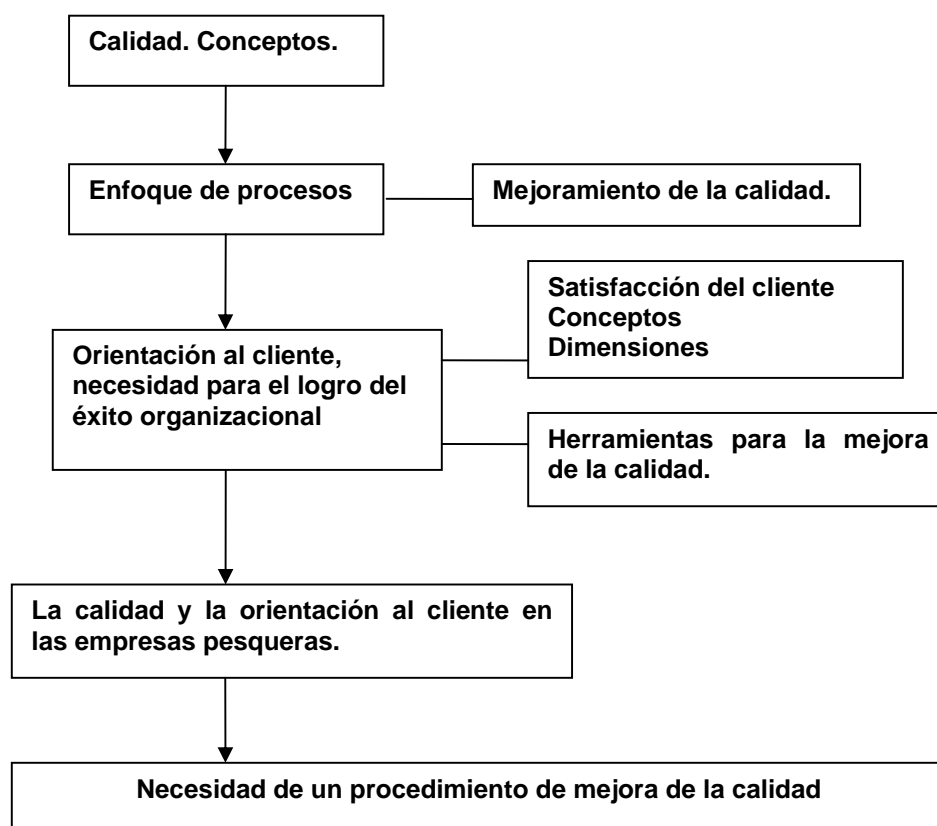 Calidad. Conceptos.
Enfoque de procesos
Mejoramiento de la calidad.
Satisfacción del cliente
Conceptos
Dimensiones
Orientación al cliente,
necesidad para el logro del
éxito organizacional
Herramientas para la mejora
de la calidad.
La calidad y la orientación al cliente en
las empresas pesqueras.
Necesidad de un procedimiento de mejora de la calidad